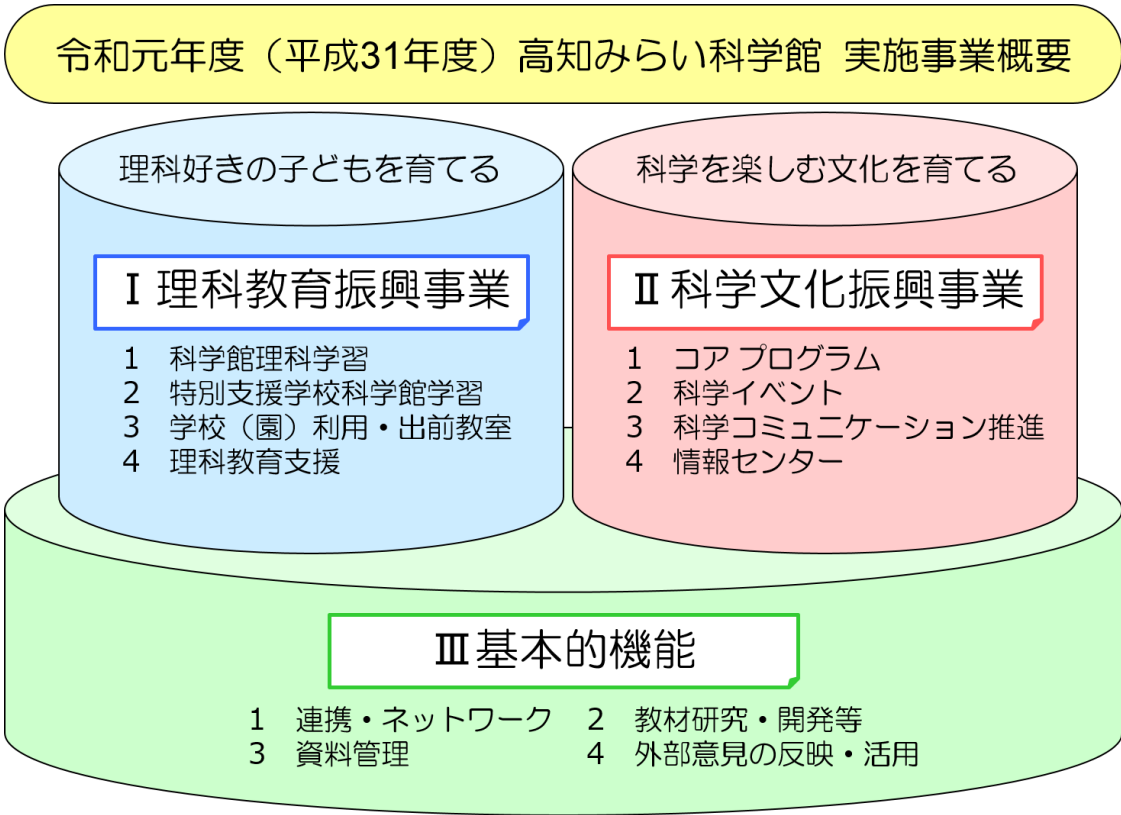 令和元年度（平成31年度）高知みらい科学館 実施事業概要
理科好きの子どもを育てる
Ⅰ 理科教育振興事業
1 科学館理科学習
2 特別支援学校科学館学習
3 学校（園）利用・出前教室
4 理科教育支援
科学を楽しむ文化を育てる
Ⅱ 科学文化振興事業
1 コア プログラム
2 科学イベント
3 科学コミュニケーション推進
4 情報センター
Ⅲ 基本的機能
1 連携・ネットワーク 2 教材研究・開発等
3 資料管理 4 外部意見の反映・活用